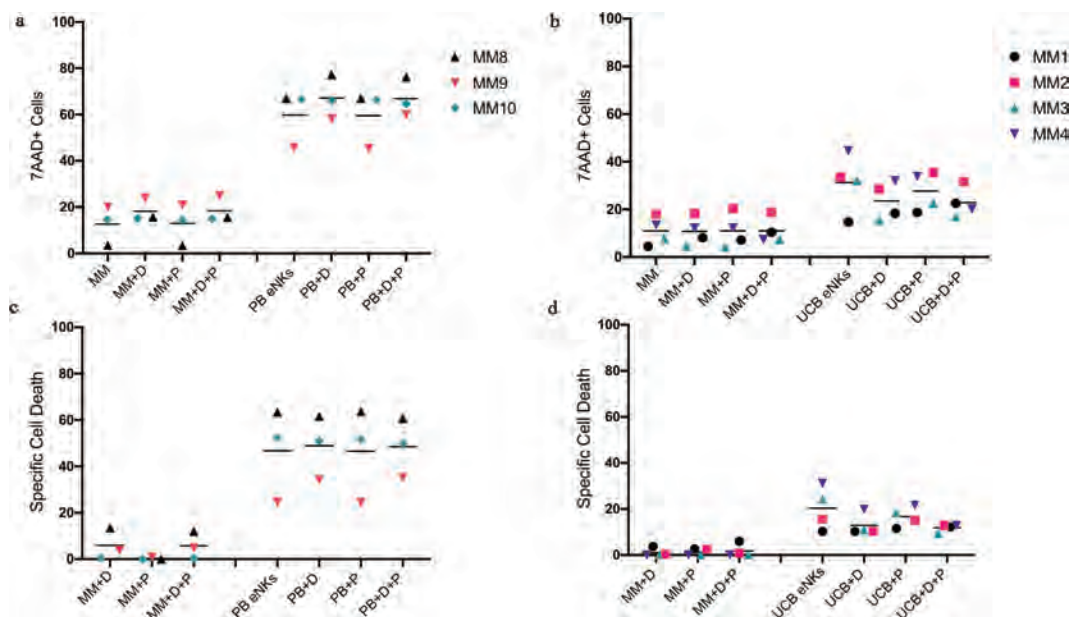 a
100
80
60
40
20
0
7AAD+ Cells
MM
MM+D
MM+P
MM+D+P
PB eNKs
PB+D
PB+P
PB+D+P
MM8
MM9
MM10
b
100
80
60
40
20
0
7AAD+ Cells
MM
MM+D
MM+P
MM+D+P
UCB eNKs
UCB+D
UCB+P
UCB+D+P
MM1
MM2
MM3
MM4
c
100
80
60
40
20
0
Specific Cell Death
MM+D
MM+P
MM+D+P
PB eNKs
PB+D
PB+P
PB+D+P
d
100
80
60
40
20
0
Specific Cell Death
MM+D
MM+P
MM+D+P
UCB eNKs
UCB+D
UCB+P
UCB+D+P